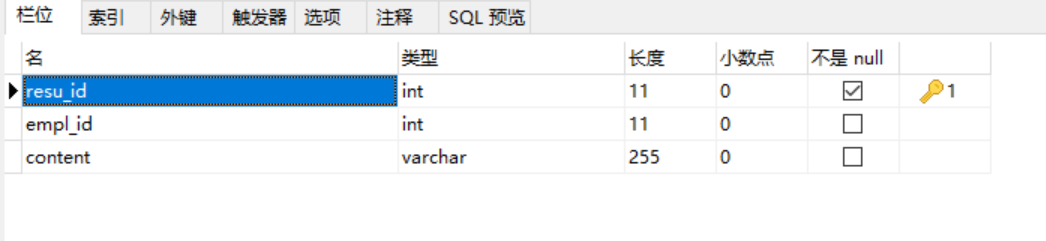 栏位 索引 外键 触发器 选项 注释 SQL 预览
名 类型 长度 小数点 不是 null
resu_id int 11 0 1
empl_id int 11 0
content varchar 255 0